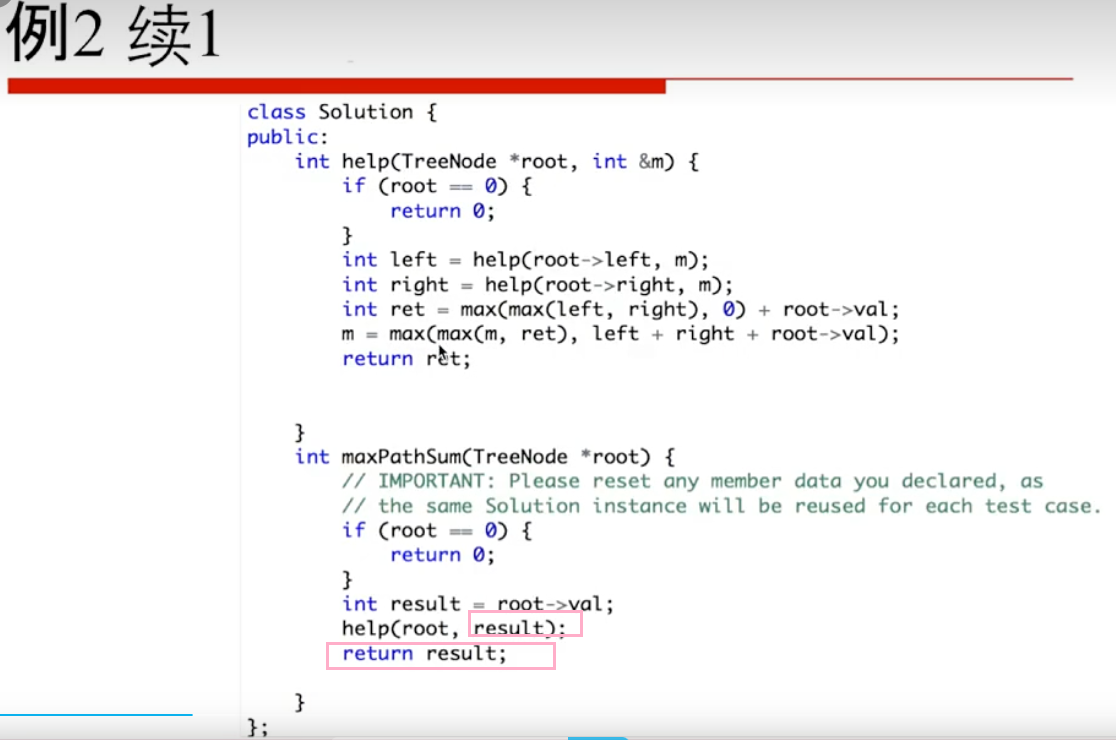 例2 续1
class Solution {
public:
    int help(TreeNode *root, int &m) {
        if (root == 0) {
            return 0;
        }
        int left = help(root->left, m);
        int right = help(root->right, m);
        int ret = max(max(left, right), 0) + root->val;
        m = max(max(m, ret), left + right + root->val);
        return ret;
    }
    int maxPathSum(TreeNode *root) {
        // IMPORTANT: Please reset any member data you declared, as
        // the same Solution instance will be reused for each test case.
        if (root == 0) {
            return 0;
        }
        int result = root->val;
        help(root, result);
        return result;
    }
};